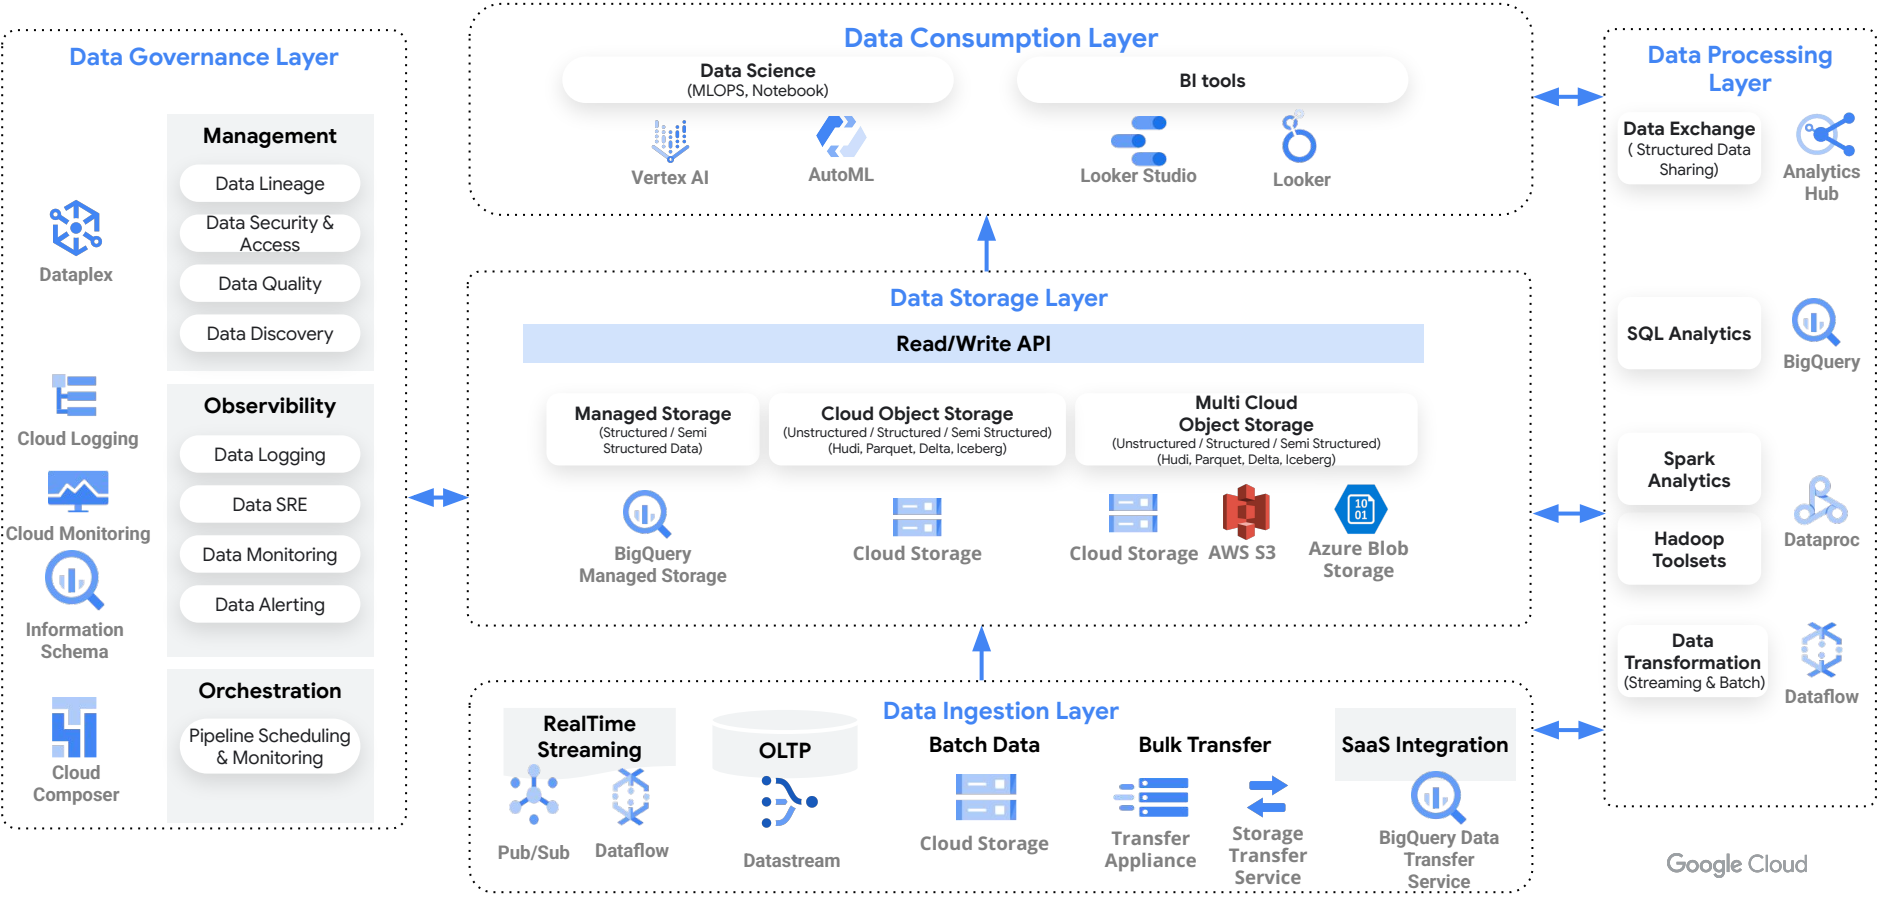 Data Governance Layer
Management
Data Lineage
Data Security &
Access
Data Quality
Data Discovery
Dataplex
Observibility
Data Logging
Data SRE
Data Monitoring
Data Alerting
Cloud Logging
Cloud Monitoring
Information
Schema
Orchestration
Pipeline Scheduling
& Monitoring
Cloud
Composer
Data Consumption Layer
Data Science
(MLOPS, Notebook)
BI tools
Vertex AI
AutoML
Looker Studio
Looker
Data Storage Layer
Read/Write API
Managed Storage
(Structured / Semi
Structured Data)
Cloud Object Storage
(Unstructured / Structured / Semi Structured)
(Hudi, Parquet, Delta, Iceberg)
Multi Cloud
Object Storage
(Unstructured / Structured / Semi Structured)
(Hudi, Parquet, Delta, Iceberg)
BigQuery
Managed Storage
Cloud Storage
Cloud Storage
AWS S3
10
01
Azure Blob
Storage
Data Ingestion Layer
RealTime
Streaming
OLTP
Batch Data
Bulk Transfer
SaaS Integration
Pub/Sub
Dataflow
Datastream
Cloud Storage
Transfer
Appliance
Storage
Transfer
Service
BigQuery Data
Transfer
Service
Data Processing
Layer
Data Exchange
( Structured Data
Sharing)
Analytics
Hub
SQL Analytics
BigQuery
Spark
Analytics
Hadoop
Toolsets
Dataproc
Data
Transformation
(Streaming & Batch)
Dataflow
Google Cloud